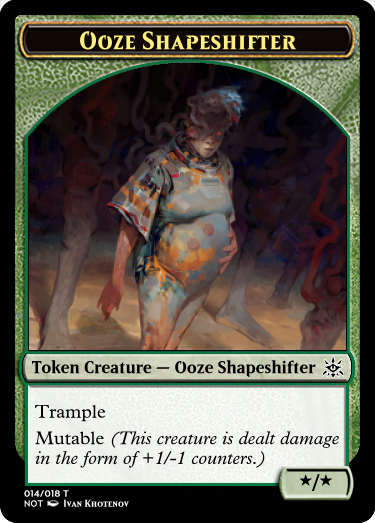 Ooze Shapeshifter
Token Creature — Ooze Shapeshifter
Trample
Mutable (This creature is dealt damage
in the form of +1/-1 counters.)
★/★
014/018 T
NOT Ivan Khotenov